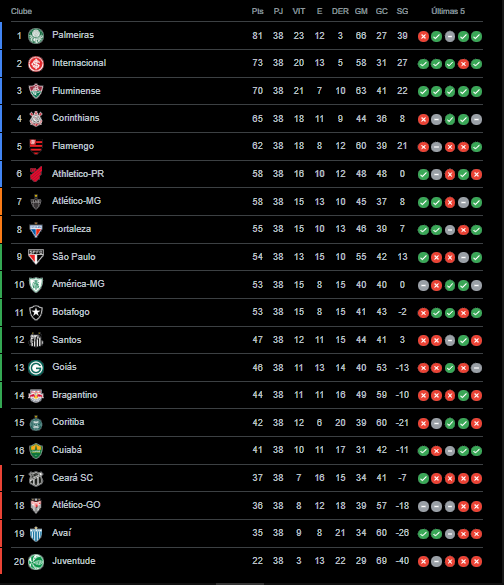 Clube Pts PJ VIT E DER GM GC SG Últimas 5
1 Palmeiras 81 38 23 12 3 66 27 39
2 Internacional 73 38 20 13 5 58 31 27
3 Fluminense 70 38 21 7 10 63 41 22
4 Corinthians 65 38 18 11 9 44 36 8
5 Flamengo 62 38 18 8 12 60 39 21
6 Athletico-PR 58 38 16 10 12 48 48 0
7 Atlético-MG 58 38 15 13 10 45 37 8
8 Fortaleza 55 38 15 10 13 46 39 7
9 São Paulo 54 38 13 15 10 55 42 13
10 América-MG 53 38 15 8 15 40 40 0
11 Botafogo 53 38 15 8 15 41 43 -2
12 Santos 47 38 12 11 15 44 41 3
13 Goiás 46 38 11 13 14 40 53 -13
14 Bragantino 44 38 11 11 16 49 59 -10
15 Coritiba 42 38 12 6 20 39 60 -21
16 Cuiabá 41 38 10 11 17 31 42 -11
17 Ceará SC 37 38 7 16 15 34 41 -7
18 Atlético-GO 36 38 8 12 18 39 57 -18
19 Avaí 35 38 9 8 21 34 60 -26
20 Juventude 22 38 3 13 22 29 69 -40